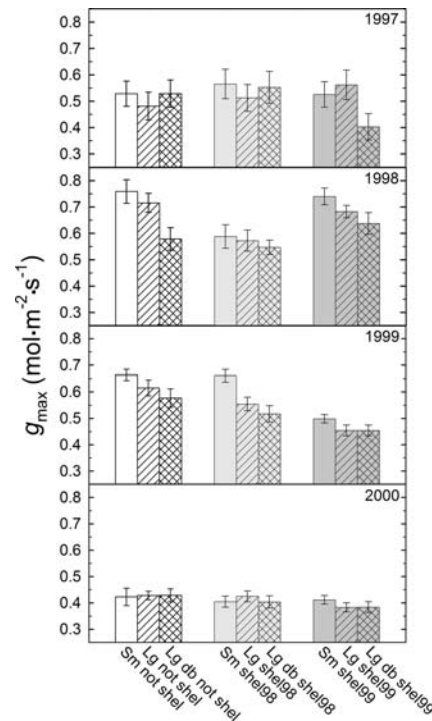 1997
0.8
0.7
0.6
0.5
0.4
0.3
1998
0.8
0.7
0.6
0.5
0.4
0.3
1999
0.8
0.7
0.6
0.5
0.4
0.3
2000
0.8
0.7
0.6
0.5
0.4
0.3
gmax (mol·m-2·s-1)
Sm not shel
Lg not shel
Lg db not shel
Sm shel98
Lg shel98
Lg db shel98
Sm shel99
Lg shel99
Lg db shel99